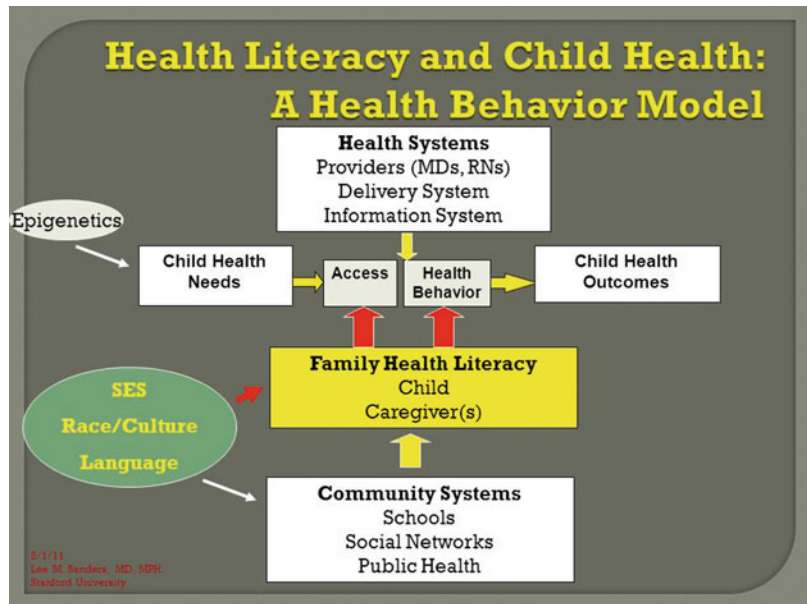 Health Literacy and Child Health:
A Health Behavior Model
Health Systems
Providers (MDs, RNs)
Delivery System
Information System
Epigenetics
Child Health
Needs
Access
Health
Behavior
Child Health
Outcomes
Family Health Literacy
Child
Caregiver(s)
SES
Race/Culture
Language
Community Systems
Schools
Social Networks
Public Health
Lee M. Sanders, MD, MPH
Stanford University